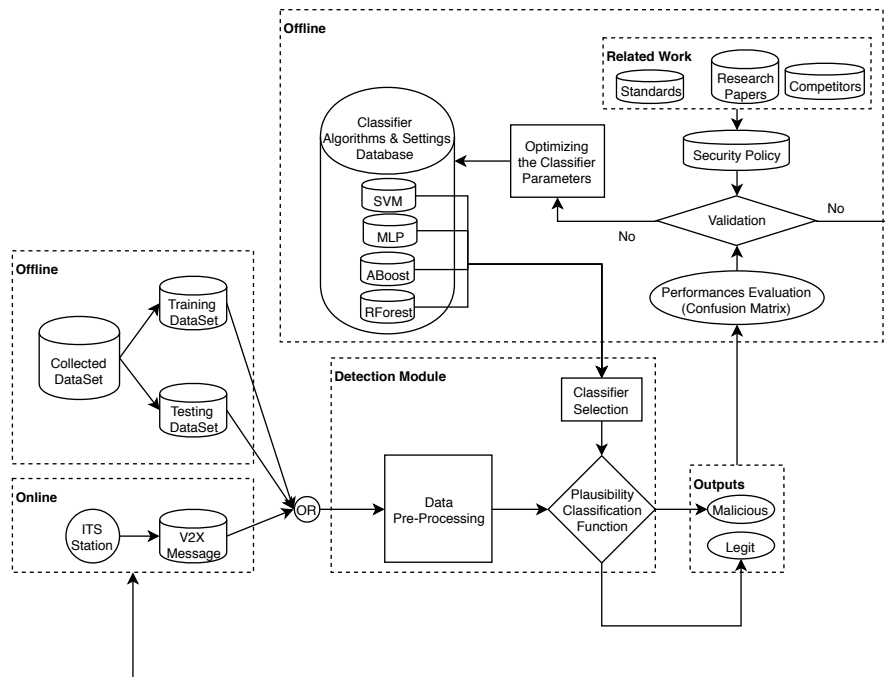 Offline
Related Work
Standards
Research
Papers
Competitors
Classifier
Algorithms & Settings
Database
SVM
MLP
ABoost
RForest
Optimizing
the Classifier
Parameters
Security Policy
Validation
No
No
Performances Evaluation
(Confusion Matrix)
Offline
Collected
DataSet
Training
DataSet
Testing
DataSet
Online
ITS
Station
V2X
Message
OR
Detection Module
Data
Pre-Processing
Classifier
Selection
Plausibility
Classification
Function
Outputs
Malicious
Legit